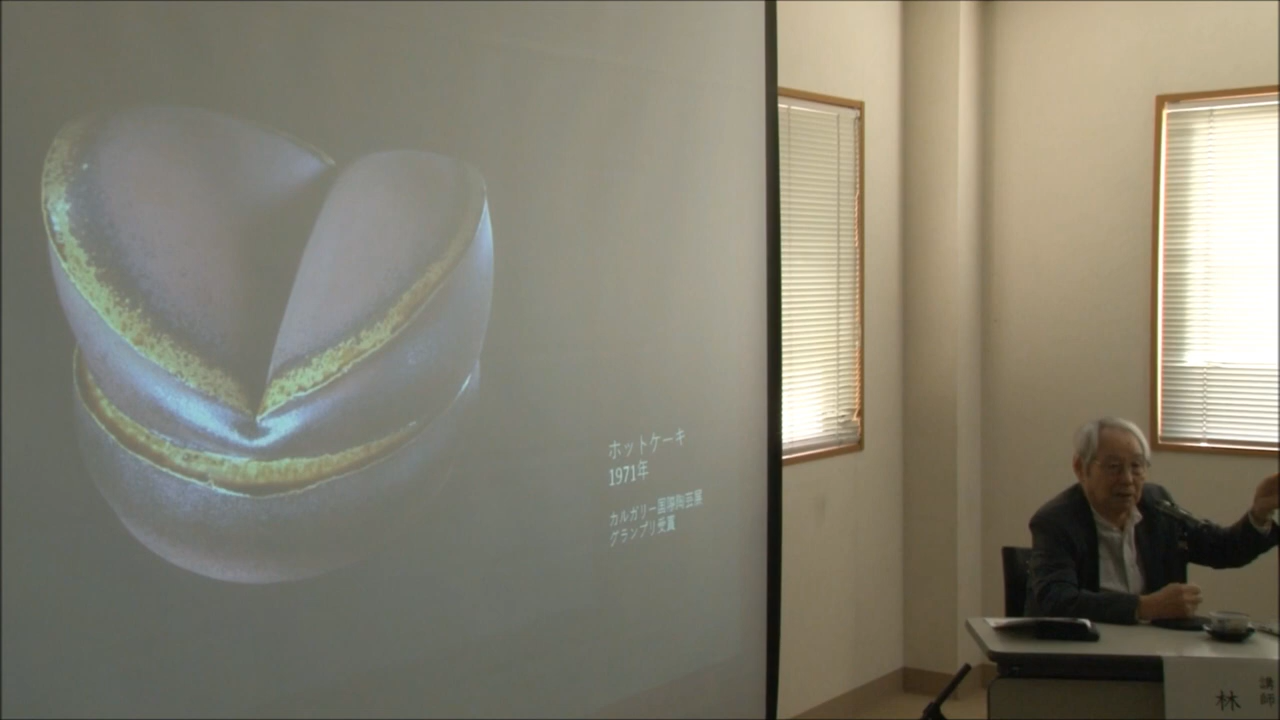 ホットケーキ
1971年
カルガリー国際陶芸展
グランプリ受賞
講師
林